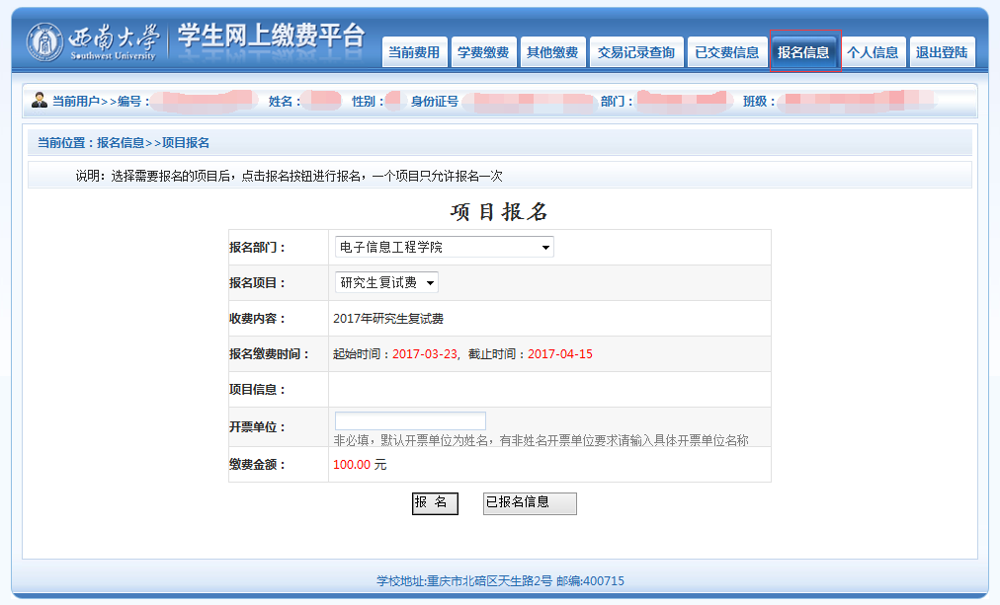 西南大学 学生网上缴费平台
Southwest University
当前费用 学费缴费 其他缴费 交易记录查询 已交费信息 报名信息 个人信息 退出登陆
当前用户>>编号： 姓名： 性别： 身份证号 部门： 班级：
当前位置：报名信息>>项目报名
说明：选择需要报名的项目后，点击报名按钮进行报名，一个项目只允许报名一次
项目报名
报名部门： 电子信息工程学院
报名项目： 研究生复试费
收费内容： 2017年研究生复试费
报名缴费时间： 起始时间：2017-03-23, 截止时间：2017-04-15
项目信息：
开票单位：
非必填，默认开票单位为姓名，有非姓名开票单位要求请输入具体开票单位名称
缴费金额： 100.00 元
报 名 已报名信息
学校地址:重庆市北碚区天生路2号 邮编:400715